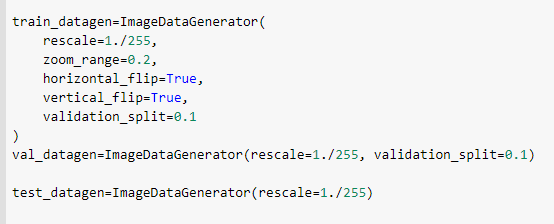 train_datagen=ImageDataGenerator(
    rescale=1./255,
    zoom_range=0.2,
    horizontal_flip=True,
    vertical_flip=True,
    validation_split=0.1
)
val_datagen=ImageDataGenerator(rescale=1./255, validation_split=0.1)
test_datagen=ImageDataGenerator(rescale=1./255)